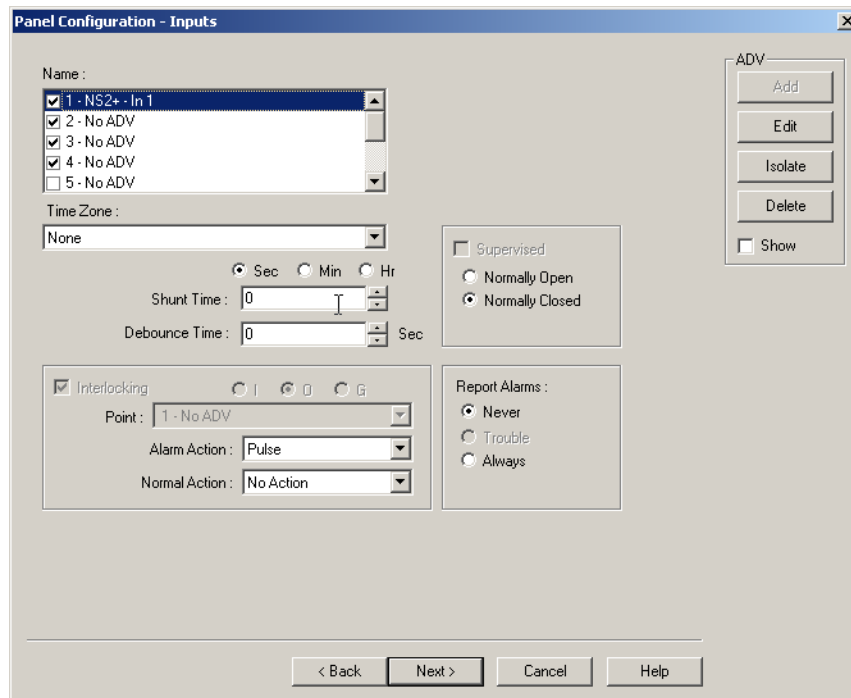 Panel Configuration - Inputs
Name :
1 - NS2+ - In 1
2 - No ADV
3 - No ADV
4 - No ADV
5 - No ADV
Time Zone :
None
Sec Min Hr
Shunt Time : 0
Debounce Time : 0 Sec
Supervised
Normally Open
Normally Closed
Interlocking I O G
Point : 1 - No ADV
Alarm Action : Pulse
Normal Action : No Action
Report Alarms :
Never
Trouble
Always
ADV
Add
Edit
Isolate
Delete
Show
< Back Next > Cancel Help